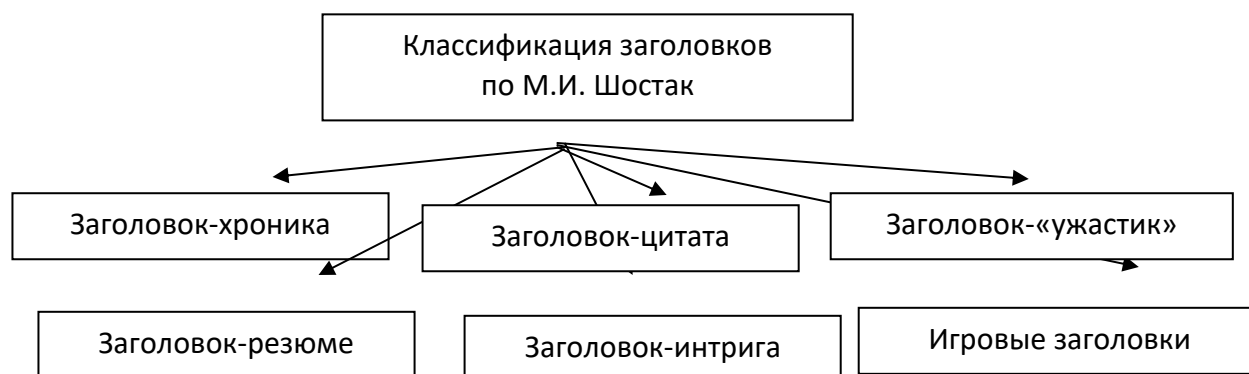 Классификация заголовков
по М.И. Шостак
Заголовок-хроника
Заголовок-цитата
Заголовок-«ужастик»
Заголовок-резюме
Заголовок-интрига
Игровые заголовки